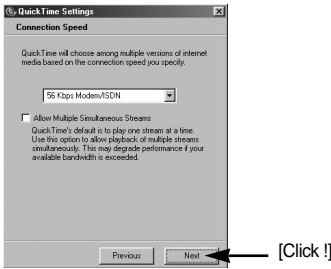 QuickTime Settings
Connection Speed
QuickTime will choose among multiple versions of internet
media based on the connection speed you specify.
56 Kbps Modem/ISDN
Allow Multiple Simultaneous Streams
QuickTime's default is to play one stream at a time.
Use this option to allow playback of multiple streams
simultaneously. This may degrade performance if your
available bandwidth is exceeded.
Previous
Next
[Click !]